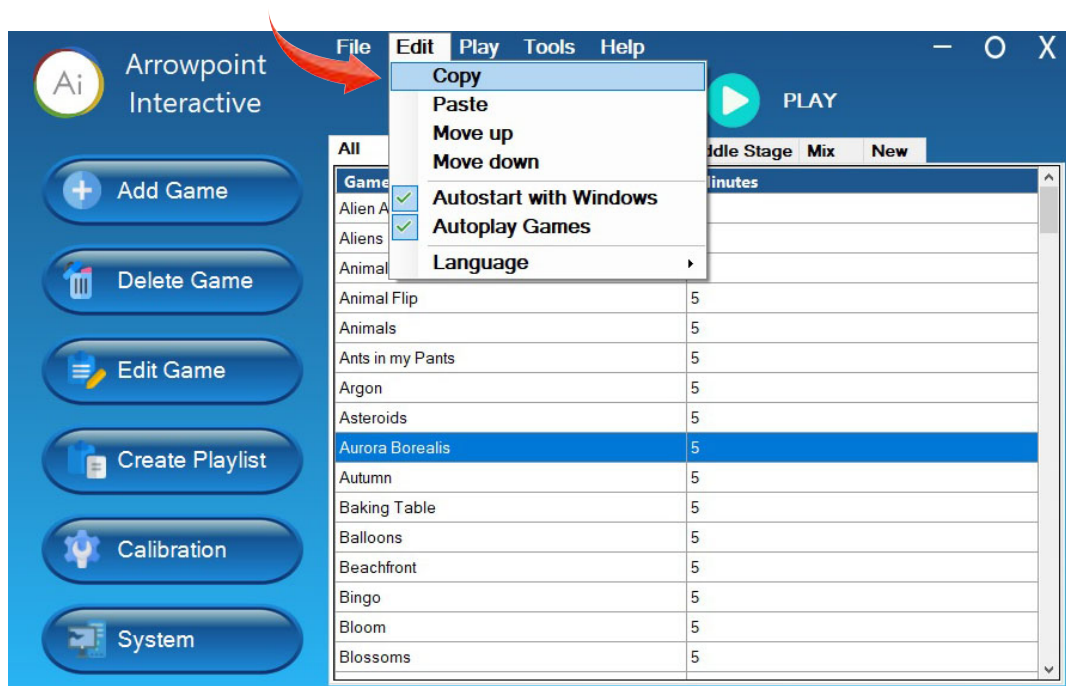 File Edit Play Tools Help
– O X
Ai
Arrowpoint
Interactive
Copy
Paste
Move up
Move down
Autostart with Windows
Autoplay Games
Language
PLAY
All
ddle Stage Mix New
Add Game
Delete Game
Edit Game
Create Playlist
Calibration
System
Game
inutes
Alien A
Aliens
Animal
Animal Flip 5
Animals 5
Ants in my Pants 5
Argon 5
Asteroids 5
Aurora Borealis 5
Autumn 5
Baking Table 5
Balloons 5
Beachfront 5
Bingo 5
Bloom 5
Blossoms 5